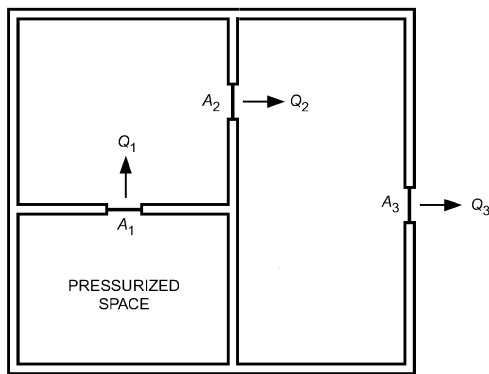 A₂
Q₂
Q₁
A₃
Q₃
A₁
PRESSURIZED
SPACE